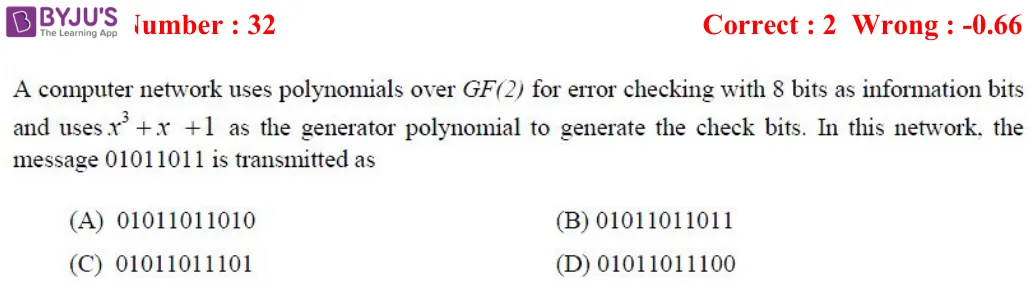 BYJU'S
The Learning App
umber : 32
Correct : 2 Wrong : -0.66
A computer network uses polynomials over GF(2) for error checking with 8 bits as information bits
and uses x³ + x + 1 as the generator polynomial to generate the check bits. In this network, the
message 01011011 is transmitted as
(A) 01011011010
(B) 01011011011
(C) 01011011101
(D) 01011011100